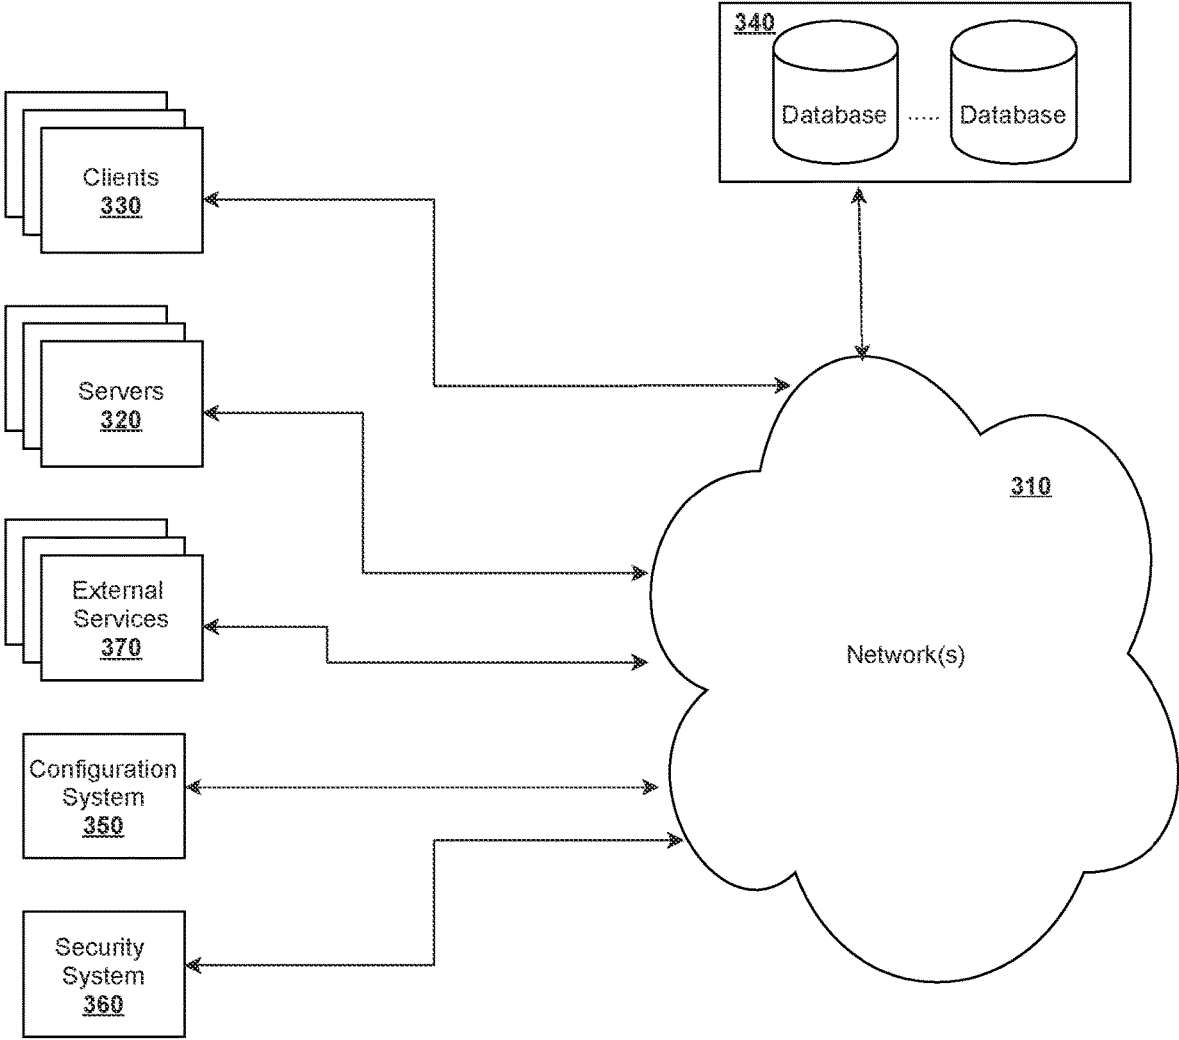 340
Database ..... Database
Clients
330
Servers
320
310
External
Services
370
Network(s)
Configuration
System
350
Security
System
360